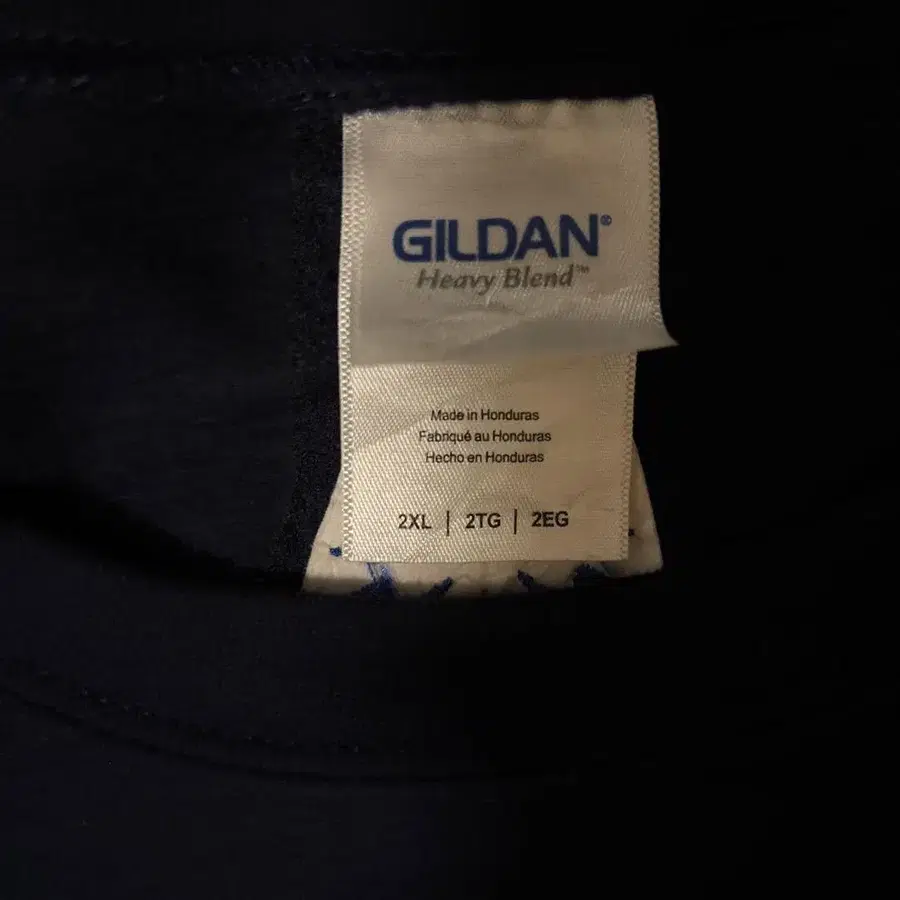 GILDAN®
Heavy Blend™
Made in Honduras
Fabriqué au Honduras
Hecho en Honduras
2XL | 2TG | 2EG